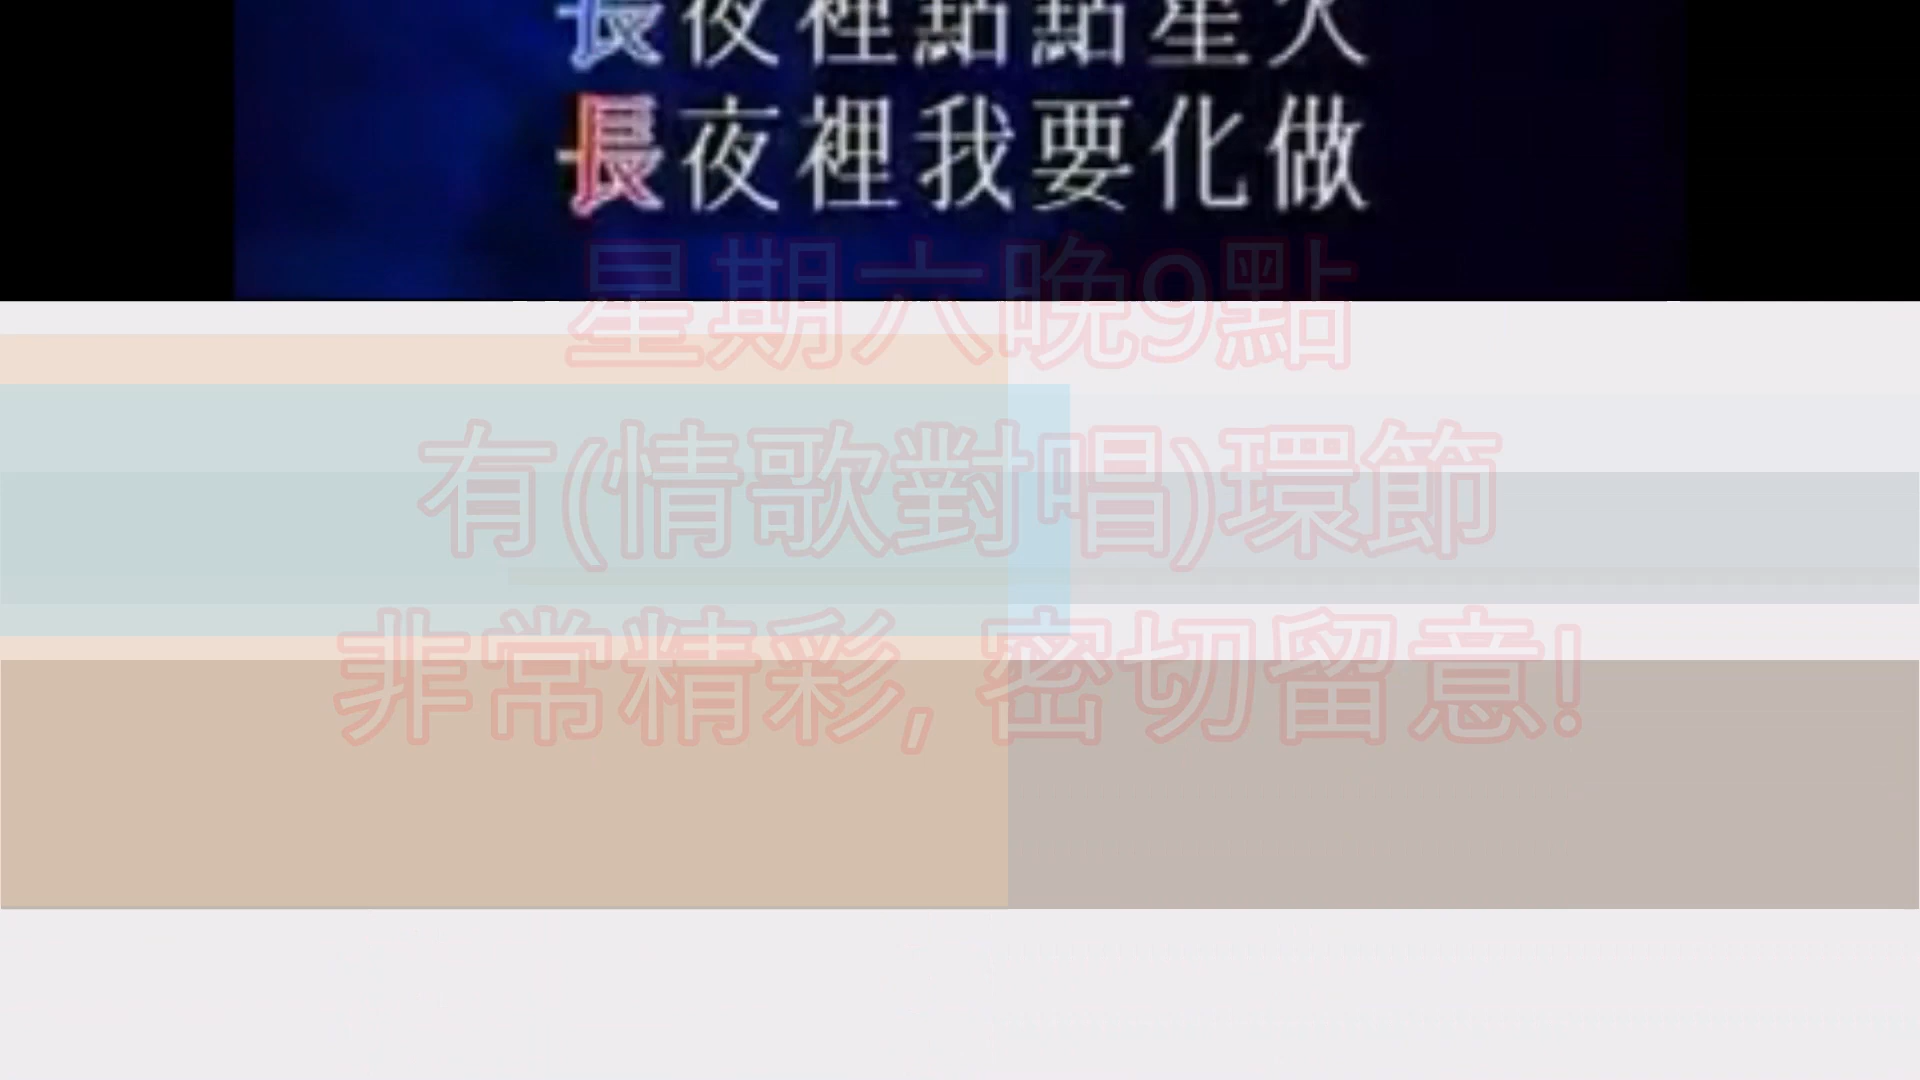 長夜裡點點星火
長夜裡我要化做
星期六晚9點
有(情歌對唱)環節
非常精彩, 密切留意!